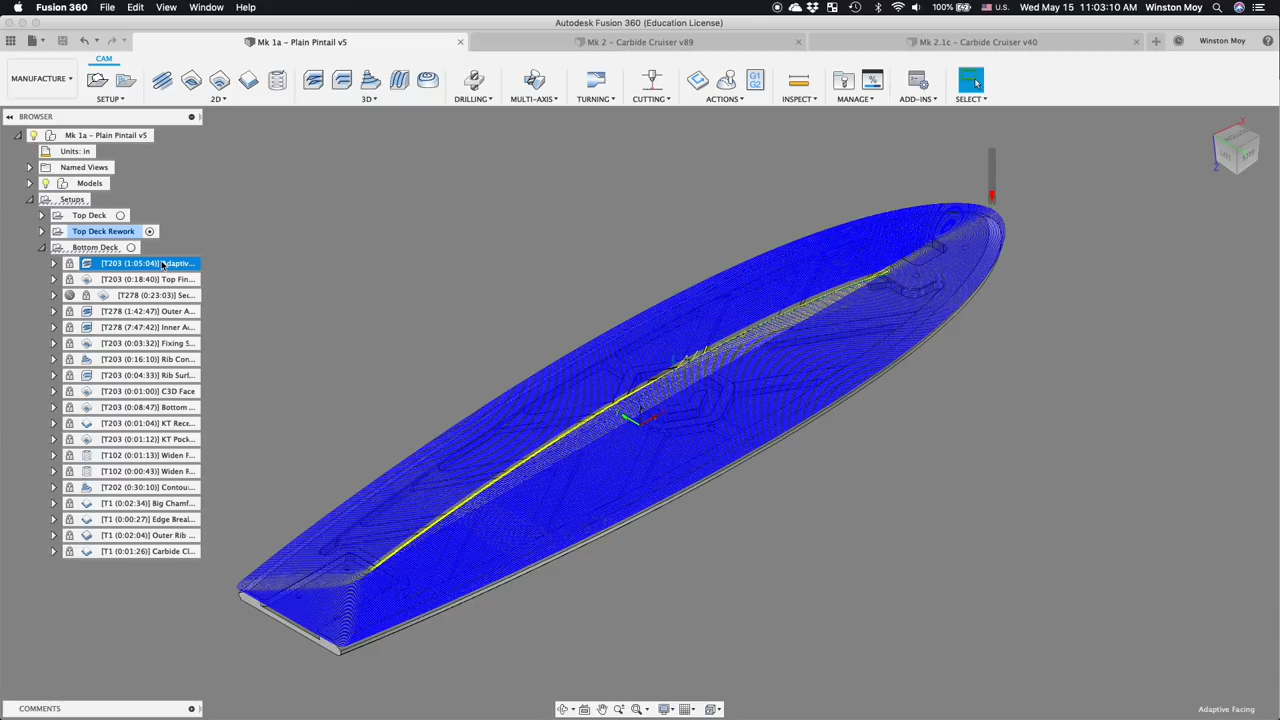 Fusion 360 File Edit View Window Help 100% Wed May 15 11:03:10 AM Winston Moy
Autodesk Fusion 360 (Education License)
Mk 1a - Plain Pintail v5 Mk 2 - Carbide Cruiser v89 Mk 2.1c - Carbide Cruiser v40 Winston Moy
CAM
MANUFACTURE
G1
G2
SETUP 2D 3D DRILLING MULTI-AXIS TURNING CUTTING ACTIONS INSPECT MANAGE ADD-INS SELECT
BROWSER
Mk 1a - Plain Pintail v5
Units: in
Named Views
Models
Setups
Top Deck
Top Deck Rework
Bottom Deck
[T203 (1:05:04)] Adaptiv...
[T203 (0:18:40)] Top Fin...
[T278 (0:23:03)] Sec...
[T278 (1:42:47)] Outer A...
[T278 (7:47:42)] Inner A...
[T203 (0:03:32)] Fixing S...
[T203 (0:16:10)] Rib Con...
[T203 (0:04:33)] Rib Surf...
[T203 (0:01:00)] C3D Face
[T203 (0:08:47)] Bottom ...
[T203 (0:01:04)] KT Rece...
[T203 (0:01:12)] KT Pock...
[T102 (0:01:13)] Widen F...
[T102 (0:00:43)] Widen F...
[T202 (0:30:10)] Contou...
[T1 (0:02:34)] Big Chamf...
[T1 (0:00:27)] Edge Breal...
[T1 (0:02:04)] Outer Rib ...
[T1 (0:01:26)] Carbide Cl...
X
Z
LEFT
COMMENTS
Adaptive Facing